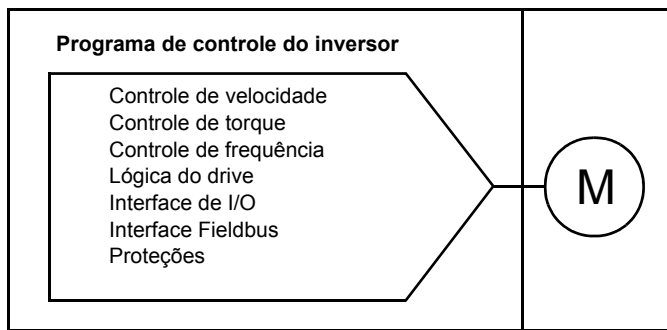 Programa de controle do inversor
Controle de velocidade
Controle de torque
Controle de frequência
Lógica do drive
Interface de I/O
Interface Fieldbus
Proteções
M